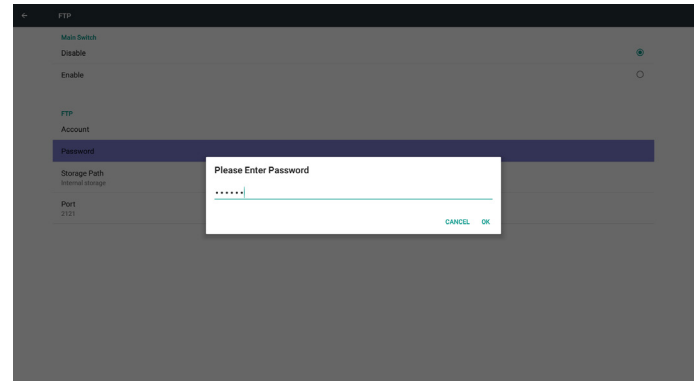 FTP
Main Switch
Disable
Enable
FTP
Account
Password
Storage Path
Internal storage
Port
2121
Please Enter Password
••••••
CANCEL OK